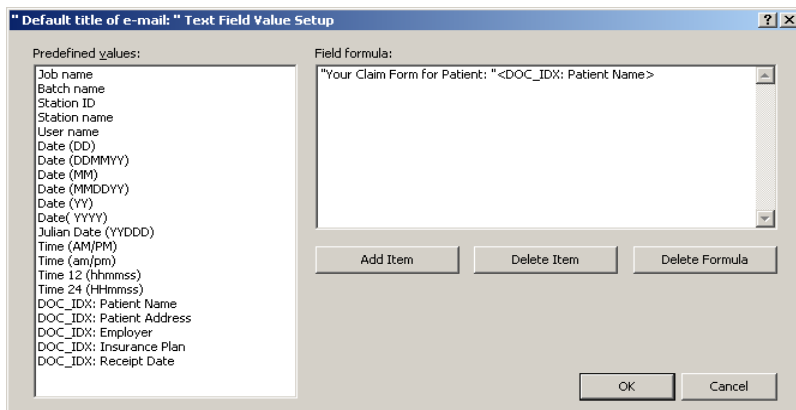 " Default title of e-mail: " Text Field Value Setup
Predefined values:
Job name
Batch name
Station ID
Station name
User name
Date (DD)
Date (DDMMYY)
Date (MM)
Date (MMDDYY)
Date (YY)
Date( YYYY)
Julian Date (YYDDD)
Time (AM/PM)
Time (am/pm)
Time 12 (hhmmss)
Time 24 (HHmmss)
DOC_IDX: Patient Name
DOC_IDX: Patient Address
DOC_IDX: Employer
DOC_IDX: Insurance Plan
DOC_IDX: Receipt Date
Field formula:
"Your Claim Form for Patient: "<DOC_IDX: Patient Name>
Add Item
Delete Item
Delete Formula
OK
Cancel